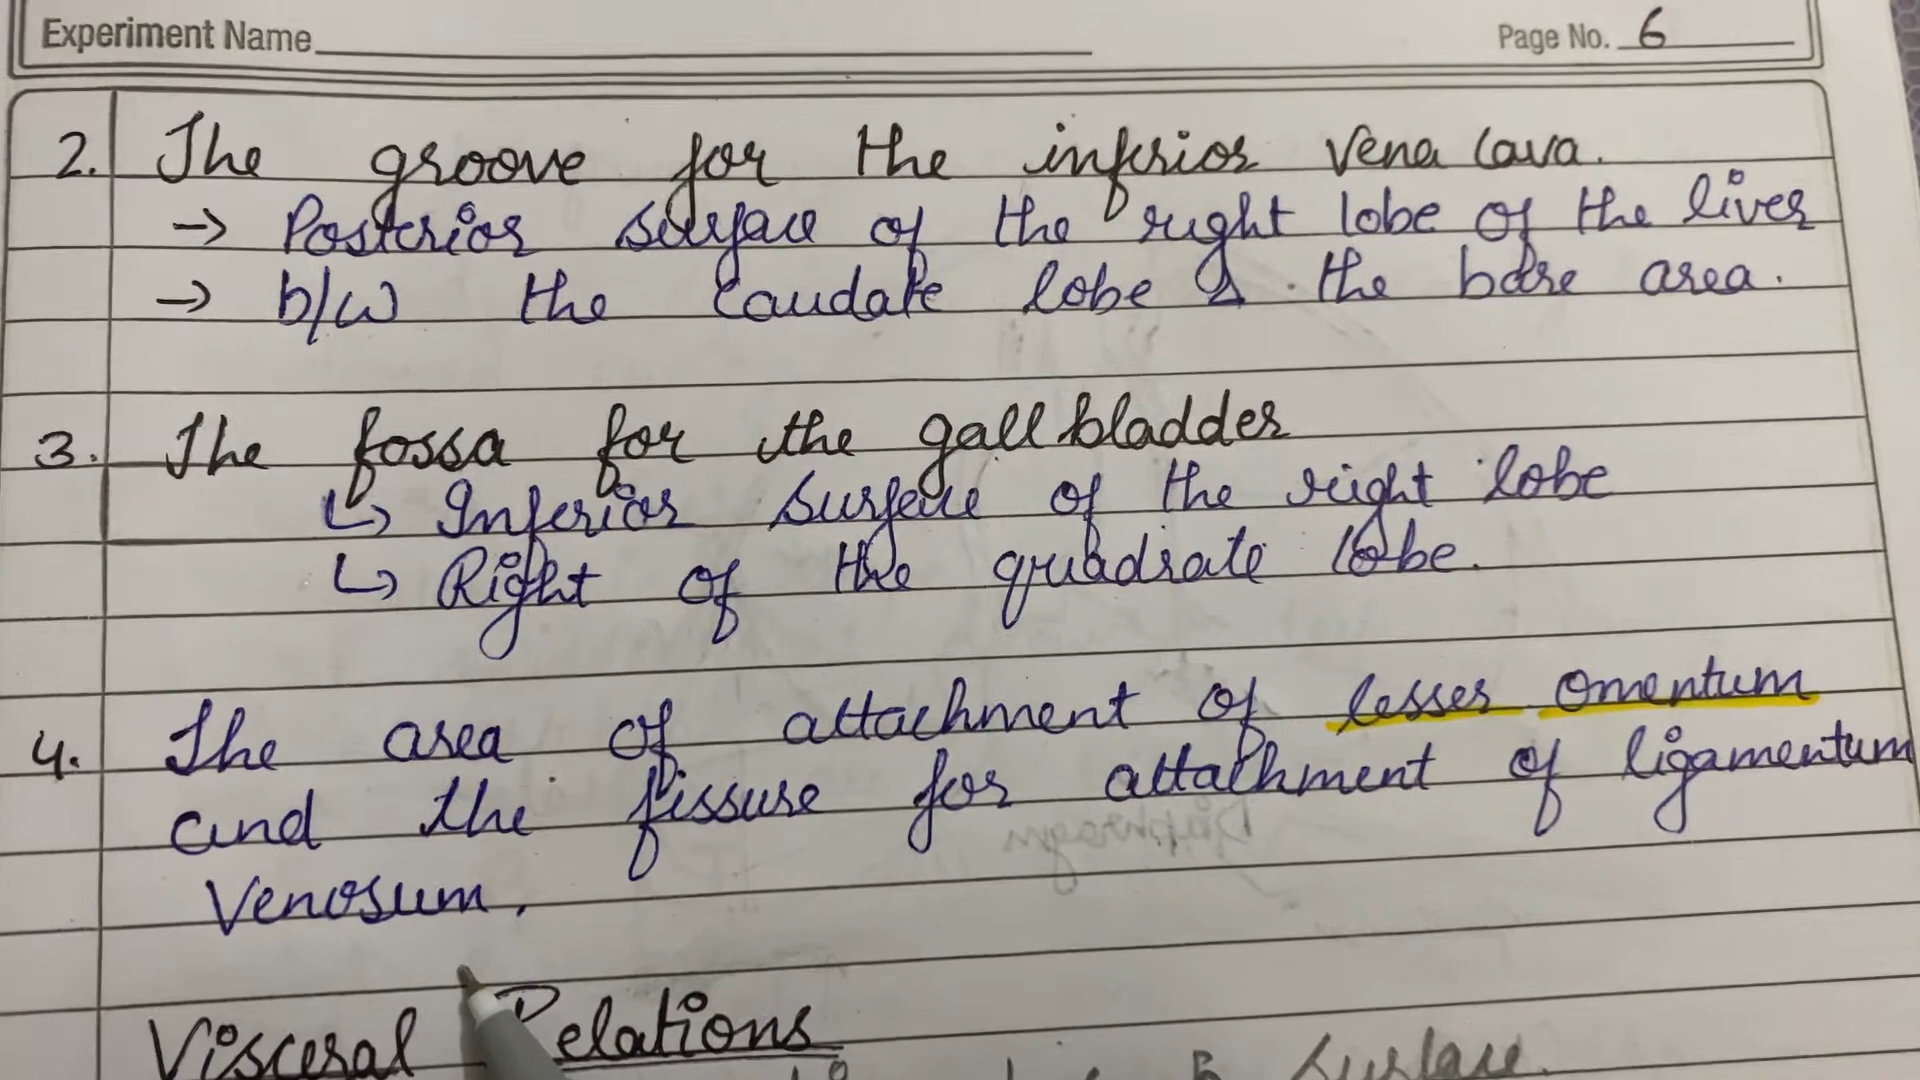 Experiment Name
Page No. 6
2. The groove for the inferior vena cava.
→ Posterior surface of the right lobe of the liver
→ b/w the caudate lobe & the bare area.
3. The fossa for the gall bladder
↳ Inferior surface of the right lobe
↳ Right of the quadrate lobe.
4. The area of attachment of lesser omentum
and the fissure for attachment of ligamentum
venosum.
Visceral Relations
surface.
Diaphragm